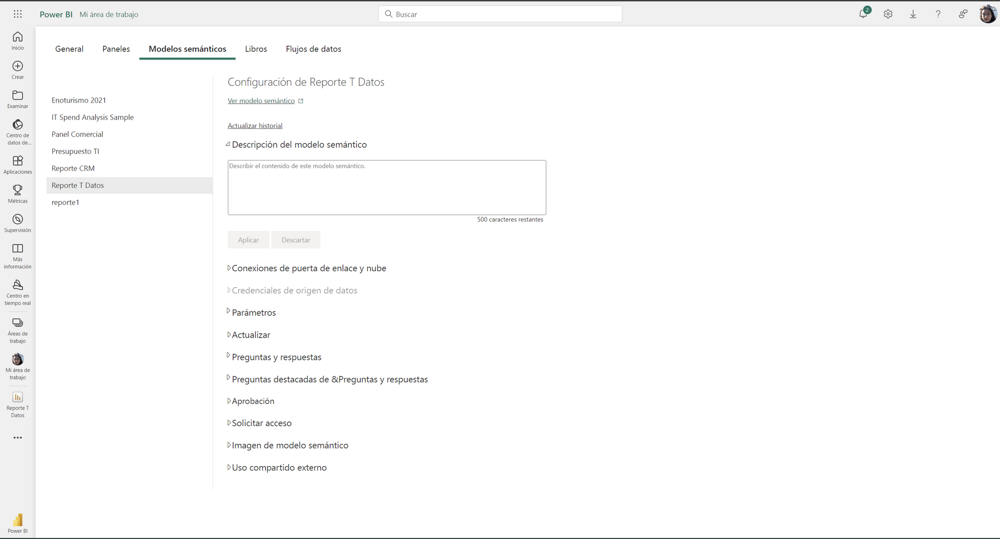 Power BI Mi área de trabajo
Buscar
2
Inicio
Crear
Examinar
Centro de
datos de...
Aplicaciones
Métricas
Supervisión
Más
información
Centro en
tiempo real
Áreas de
trabajo
Mi área de
trabajo
Reporte T
Datos
Power BI
General Paneles Modelos semánticos Libros Flujos de datos
Enoturismo 2021
IT Spend Analysis Sample
Panel Comercial
Presupuesto TI
Reporte CRM
Reporte T Datos
reporte1
Configuración de Reporte T Datos
Ver modelo semántico
Actualizar historial
Descripción del modelo semántico
Describir el contenido de este modelo semántico.
500 caracteres restantes
Aplicar Descartar
Conexiones de puerta de enlace y nube
Credenciales de origen de datos
Parámetros
Actualizar
Preguntas y respuestas
Preguntas destacadas de &Preguntas y respuestas
Aprobación
Solicitar acceso
Imagen de modelo semántico
Uso compartido externo